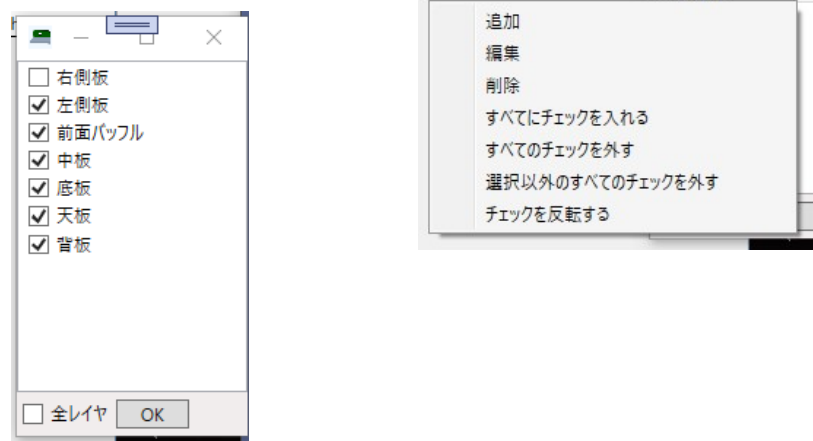 右側板
左側板
前面バッフル
中板
底板
天板
背板
全レイヤ OK
追加
編集
削除
すべてにチェックを入れる
すべてのチェックを外す
選択以外のすべてのチェックを外す
チェックを反転する